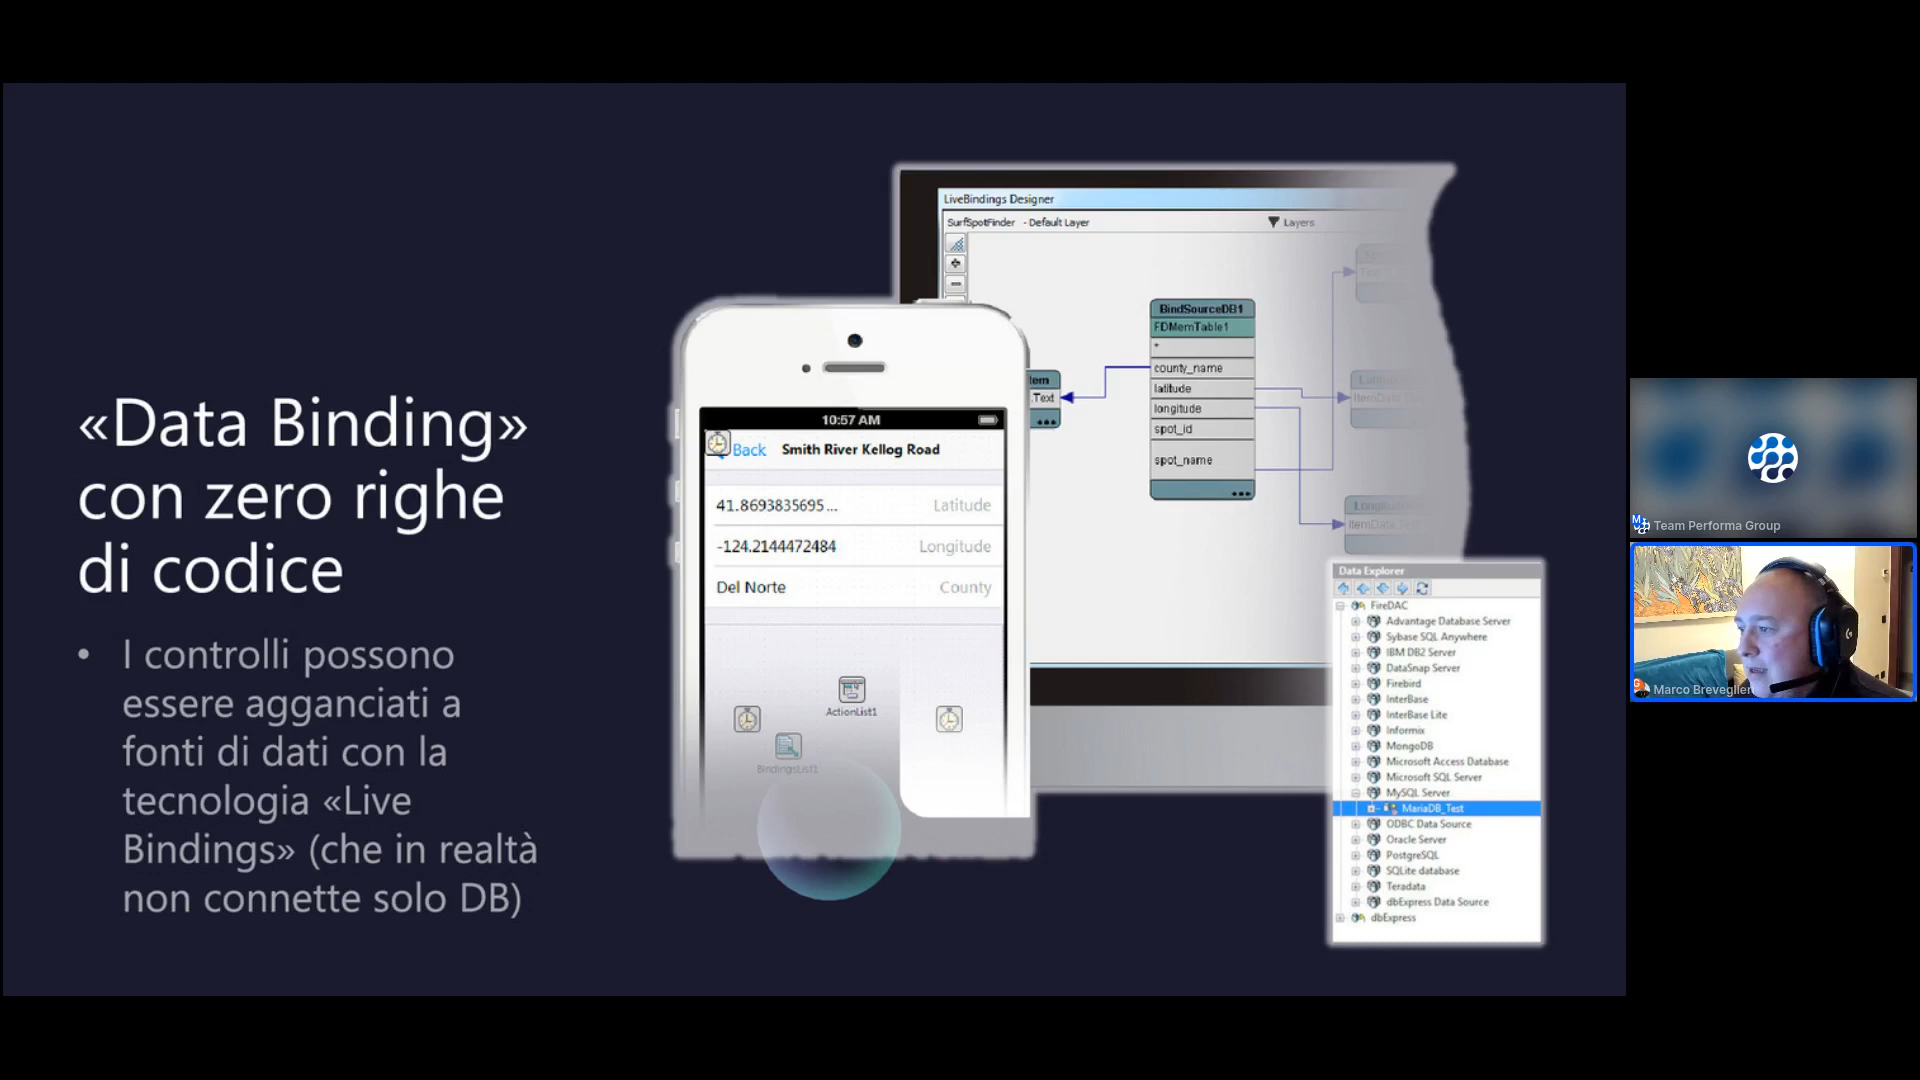 «Data Binding»
con zero righe
di codice
• I controlli possono
essere agganciati a
fonti di dati con la
tecnologia «Live
Bindings» (che in realtà
non connette solo DB)
LiveBindings Designer
SurfSpotFinder - Default Layer
Layers
BindSourceDB1
FDMemTable1
*
county_name
latitude
longitude
spot_id
spot_name
.Text
10:57 AM
Back
Smith River Kellog Road
41.8693835695...
Latitude
-124.2144472484
Longitude
Del Norte
County
ActionList1
BindingsList1
Data Explorer
FireDAC
Advantage Database Server
Sybase SQL Anywhere
IBM DB2 Server
DataSnap Server
Firebird
InterBase
InterBase Lite
Informix
MongoDB
Microsoft Access Database
Microsoft SQL Server
MySQL Server
MariaDB_Test
ODBC Data Source
Oracle Server
PostgreSQL
SQLite database
Teradata
dbExpress Data Source
dbExpress
Team Performa Group
Marco Breveglieri